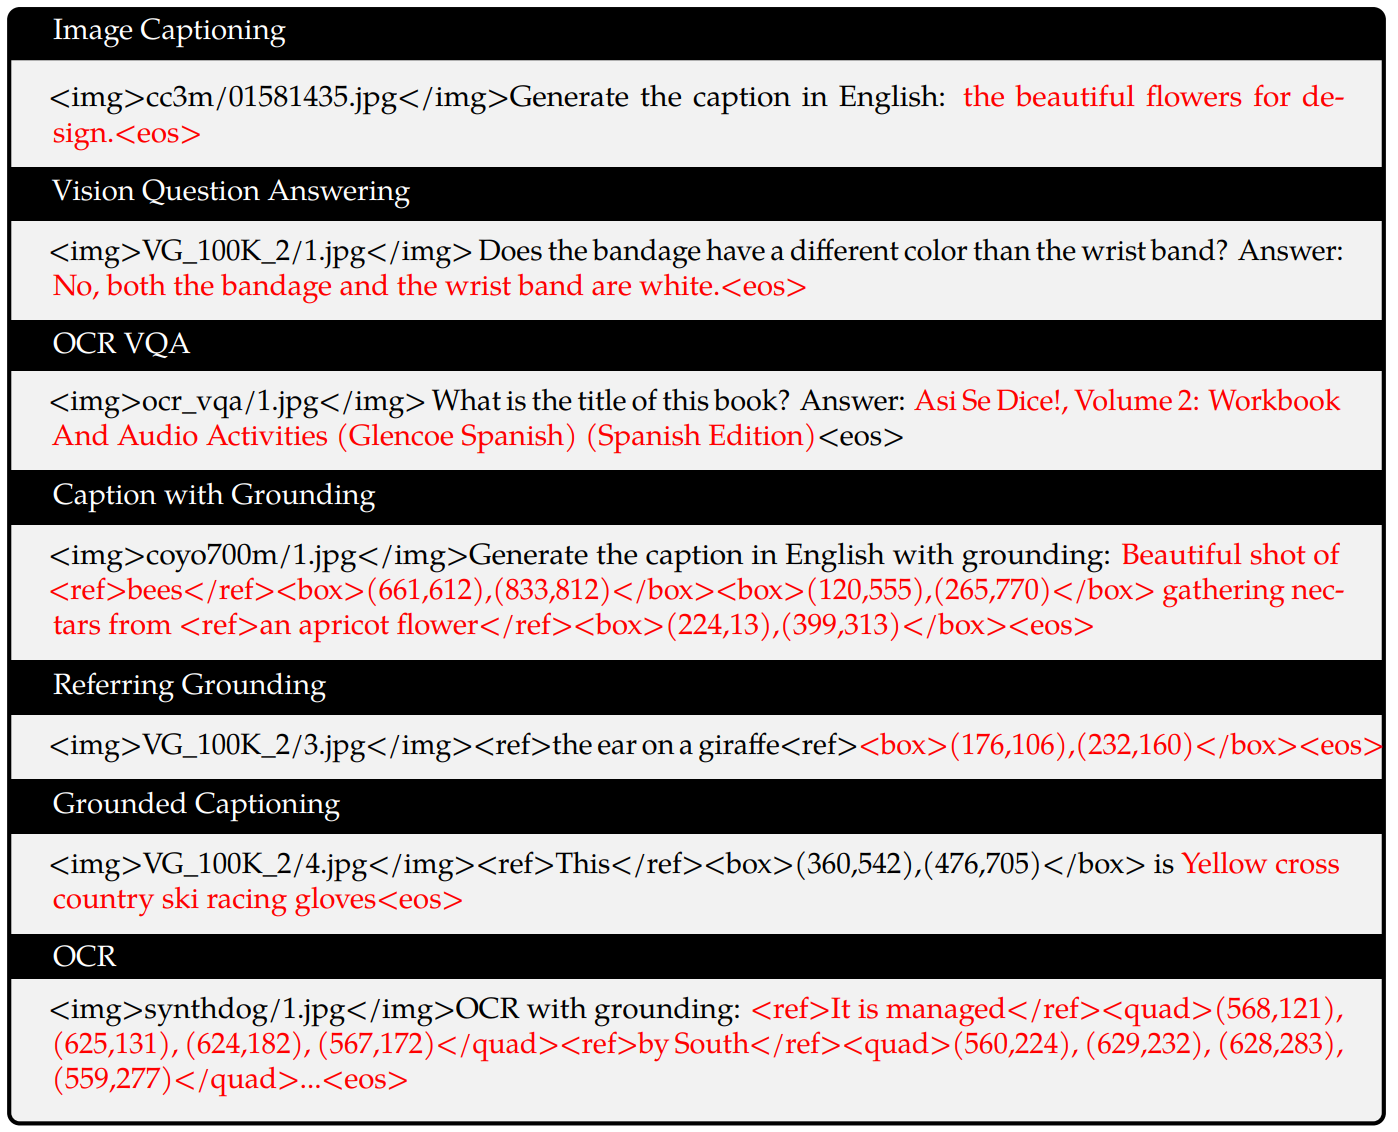 Image Captioning
<img>cc3m/01581435.jpg</img>Generate the caption in English: the beautiful flowers for de-
sign.<eos>
Vision Question Answering
<img>VG_100K_2/1.jpg</img> Does the bandage have a different color than the wrist band? Answer:
No, both the bandage and the wrist band are white.<eos>
OCR VQA
<img>ocr_vqa/1.jpg</img> What is the title of this book? Answer: Asi Se Dice!, Volume 2: Workbook
And Audio Activities (Glencoe Spanish) (Spanish Edition)<eos>
Caption with Grounding
<img>coyo700m/1.jpg</img>Generate the caption in English with grounding: Beautiful shot of
<ref>bees</ref><box>(661,612),(833,812)</box><box>(120,555),(265,770)</box> gathering nec-
tars from <ref>an apricot flower</ref><box>(224,13),(399,313)</box><eos>
Referring Grounding
<img>VG_100K_2/3.jpg</img><ref>the ear on a giraffe<ref><box>(176,106),(232,160)</box><eos>
Grounded Captioning
<img>VG_100K_2/4.jpg</img><ref>This</ref><box>(360,542),(476,705)</box> is Yellow cross
country ski racing gloves<eos>
OCR
<img>synthdog/1.jpg</img>OCR with grounding: <ref>It is managed</ref><quad>(568,121),
(625,131), (624,182), (567,172)</quad><ref>by South</ref><quad>(560,224), (629,232), (628,283),
(559,277)</quad>...<eos>